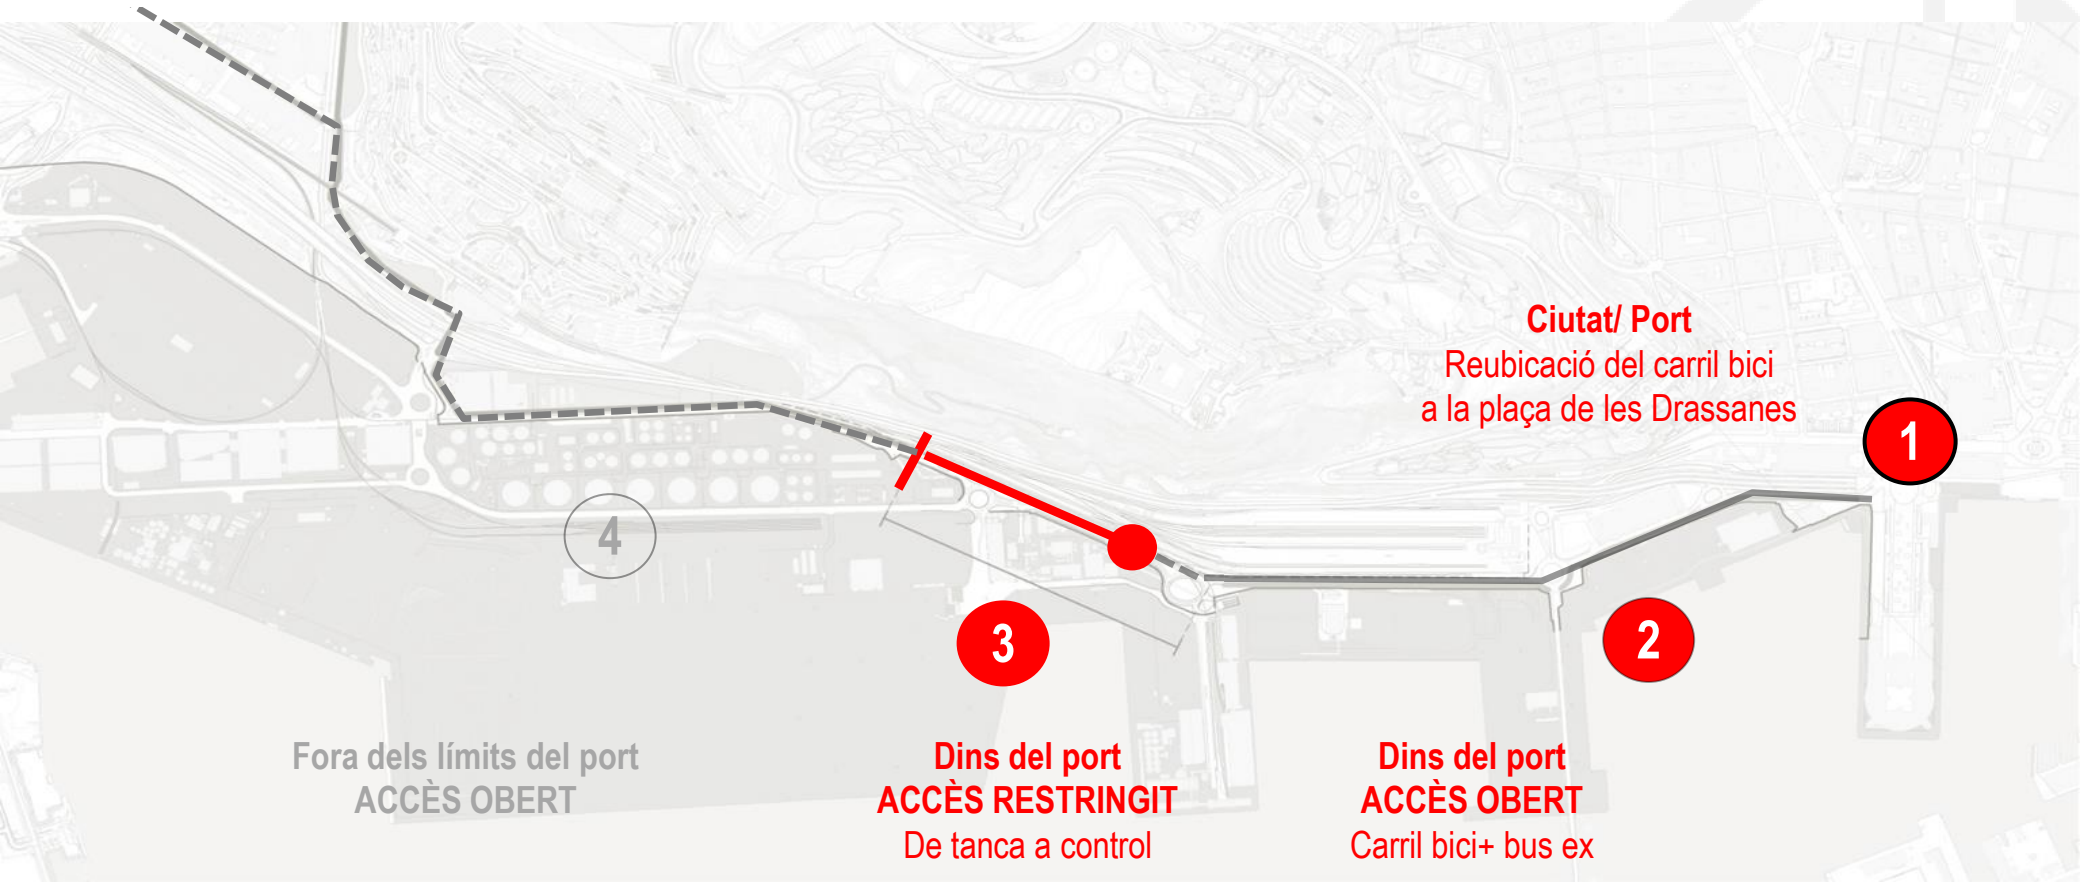 Ciutat/ Port
Reubicació del carril bici
a la plaça de les Drassanes
1
4
3
2
Fora dels límits del port
ACCÈS OBERT
Dins del port
ACCÈS RESTRINGIT
De tanca a control
Dins del port
ACCÈS OBERT
Carril bici+ bus ex